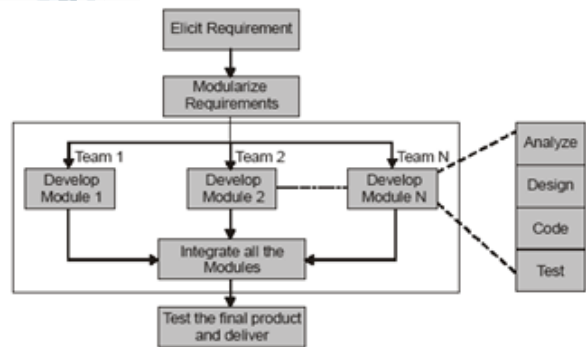 Elicit Requirement
Modularize
Requirements
Team 1
Team 2
Team N
Develop
Module 1
Develop
Module 2
Develop
Module N
Analyze
Design
Code
Test
Integrate all the
Modules
Test the final product
and deliver